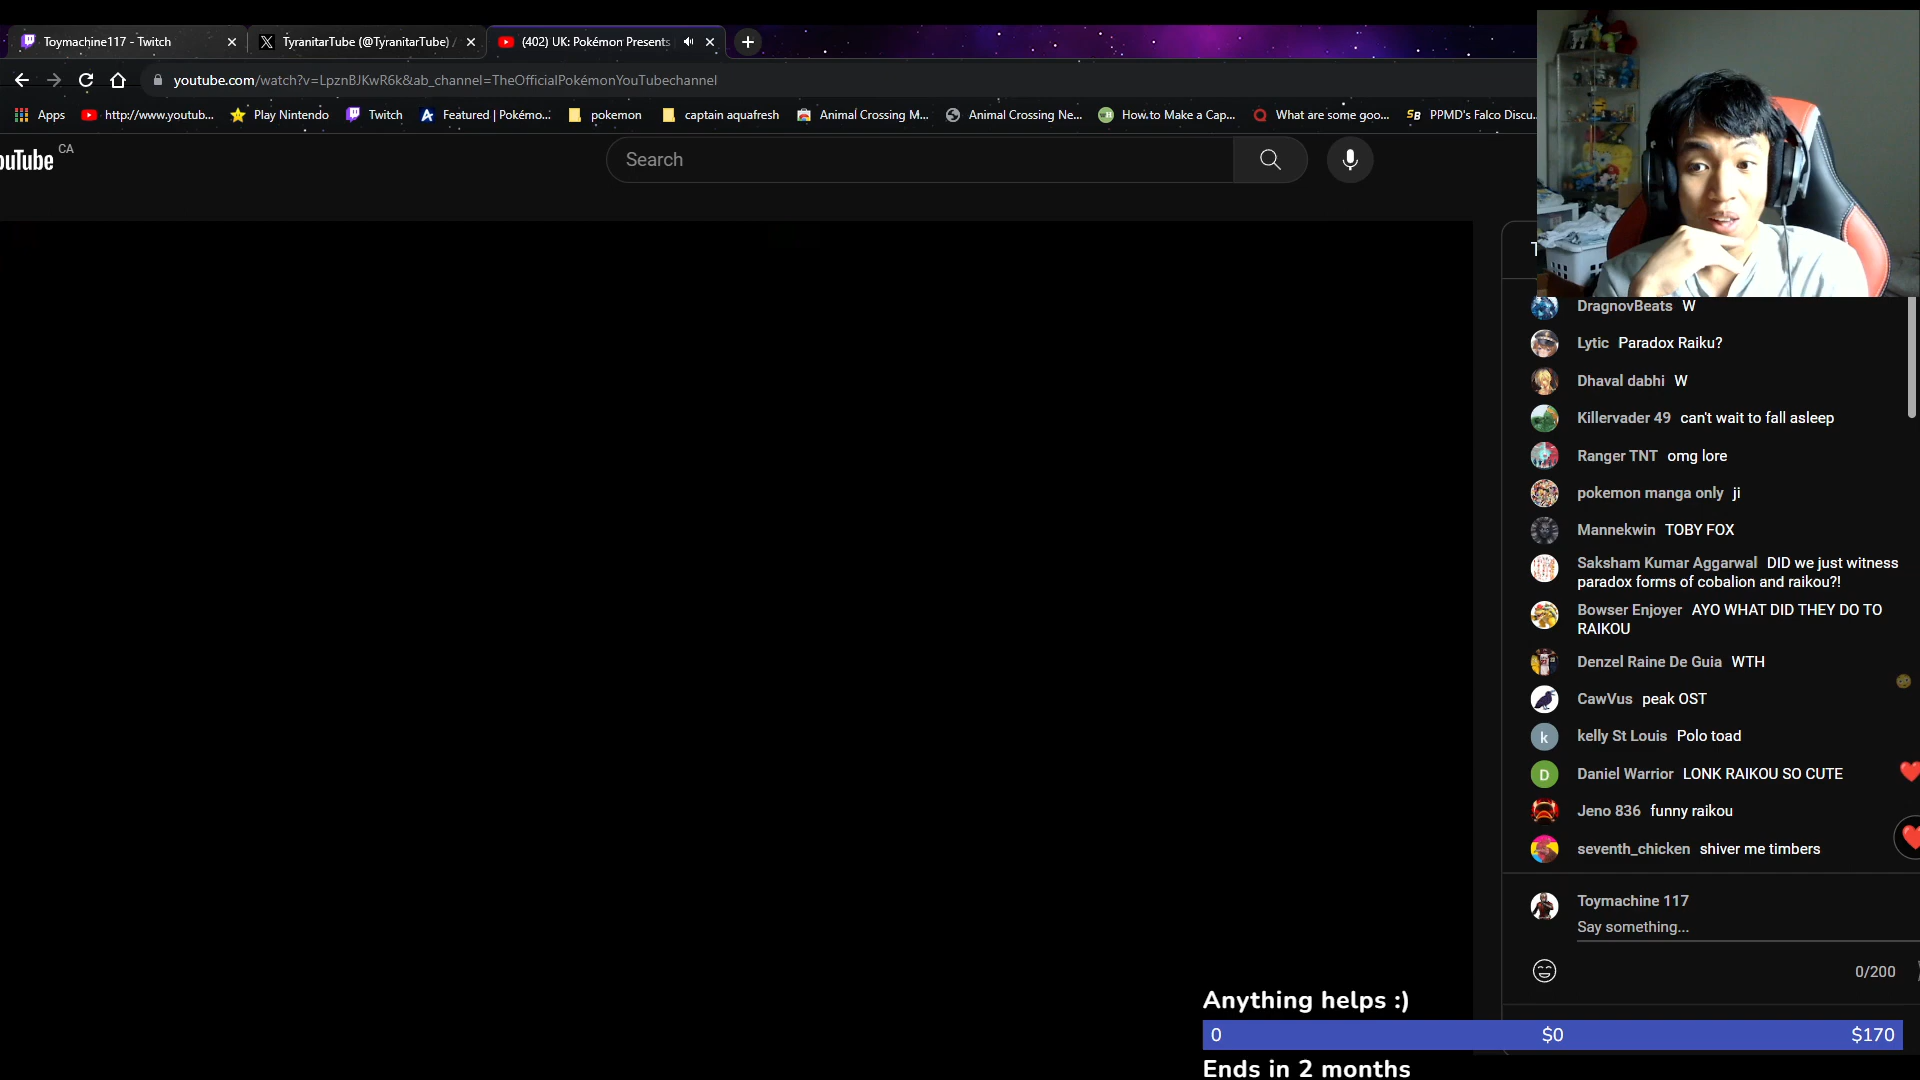 Toymachine117 - Twitch
TyranitarTube (@TyranitarTube) /
(402) UK: Pokémon Presents
youtube.com/watch?v=LpznBJKwR6k&ab_channel=TheOfficialPokémonYouTubechannel
Apps
http://www.youtub...
Play Nintendo
Twitch
Featured | Pokémo...
pokemon
captain aquafresh
Animal Crossing M...
Animal Crossing Ne...
How to Make a Cap...
What are some goo...
PPMD's Falco Discu...
ouTube CA
Search
DragnovBeats W
Lytic Paradox Raiku?
Dhaval dabhi W
Killervader 49 can't wait to fall asleep
Ranger TNT omg lore
pokemon manga only ji
Mannekwin TOBY FOX
Saksham Kumar Aggarwal DID we just witness
paradox forms of cobalion and raikou?!
Bowser Enjoyer AYO WHAT DID THEY DO TO
RAIKOU
Denzel Raine De Guia WTH
CawVus peak OST
k kelly St Louis Polo toad
D Daniel Warrior LONK RAIKOU SO CUTE
Jeno 836 funny raikou
seventh_chicken shiver me timbers
Toymachine 117
Say something...
0/200
Anything helps :)
0 $0 $170
Ends in 2 months